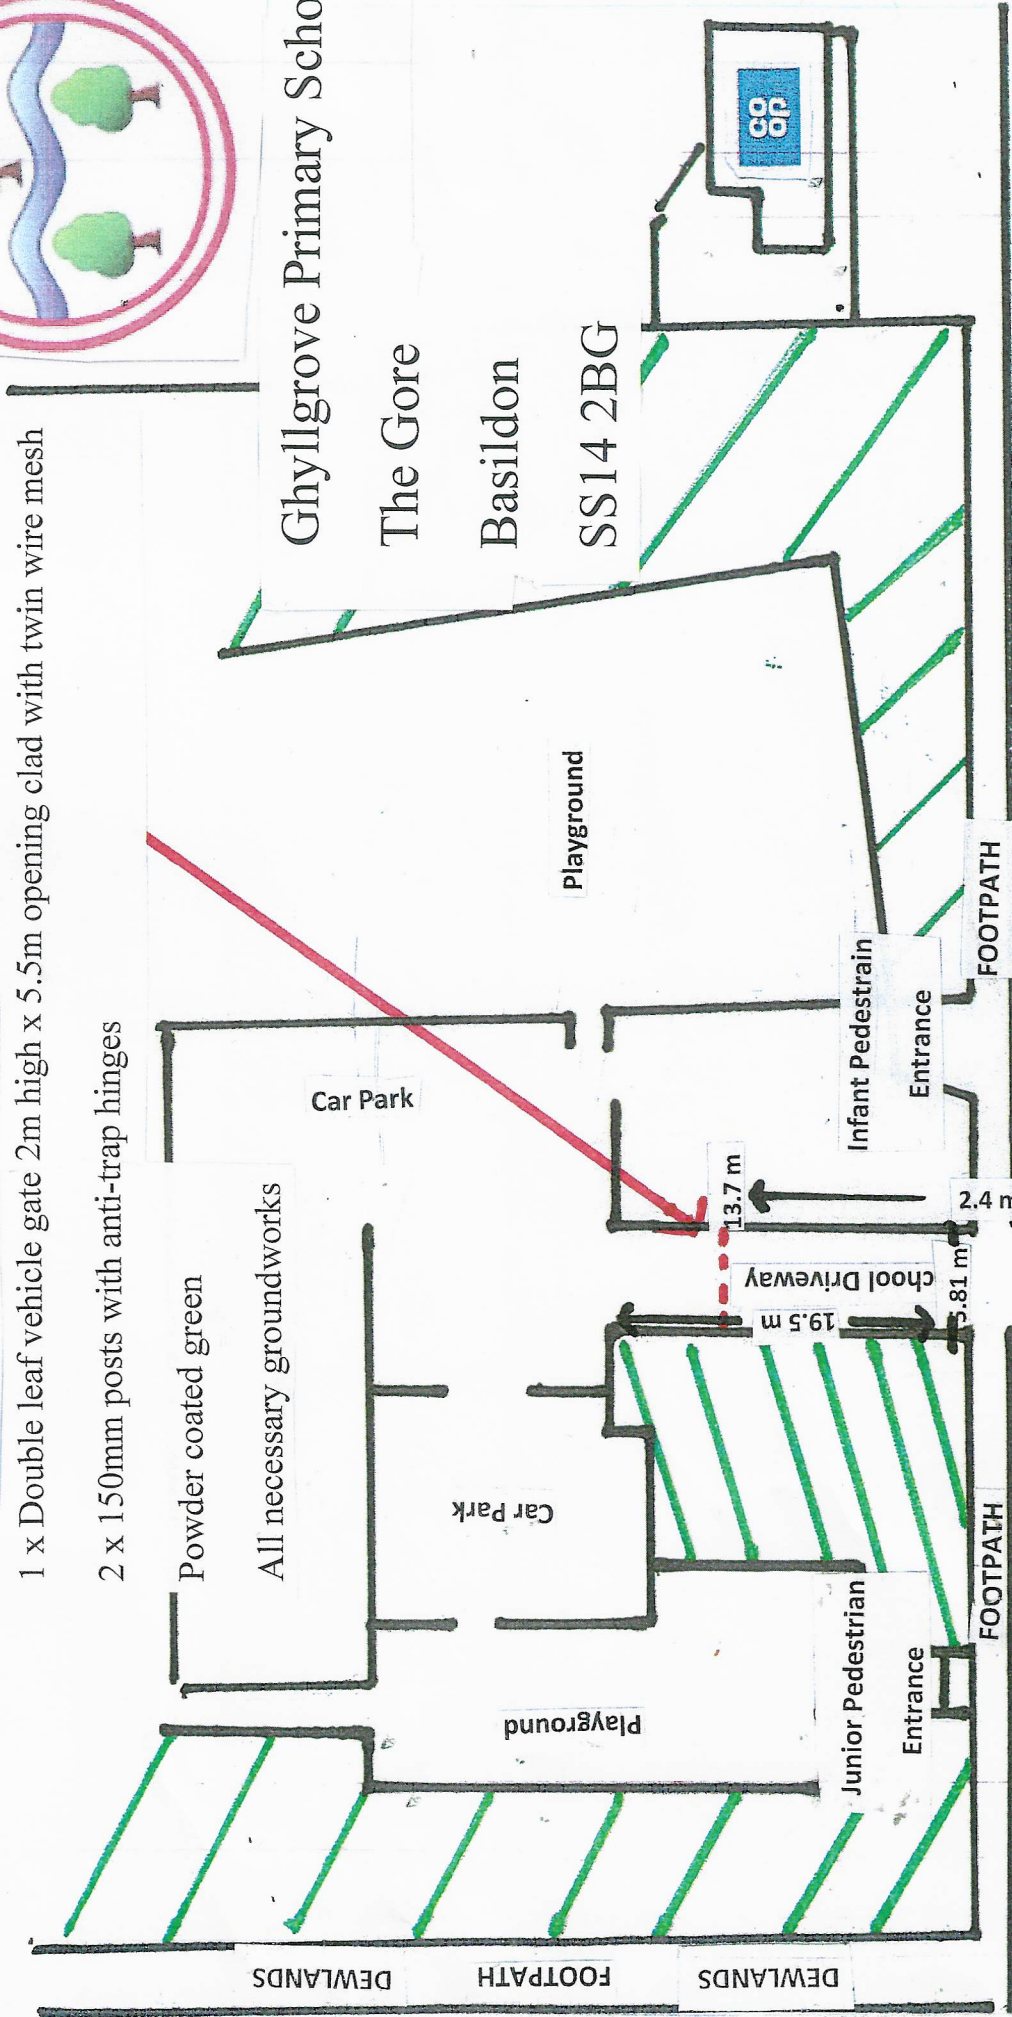 1 x Double leaf vehicle gate 2m high x 5.5m opening clad with twin wire mesh
2 x 150mm posts with anti-trap hinges
Powder coated green
All necessary groundworks
Ghyllgrove Primary Scho
The Gore
Basildon
SS14 2BG
co
op
Car Park
Playground
Car Park
Playground
13.7 m
chool Driveway
19.5 m
5.81 m
2.4 m
Infant Pedestrain
Entrance
Junior Pedestrian
Entrance
FOOTPATH
FOOTPATH
DEWLANDS
FOOTPATH
DEWLANDS